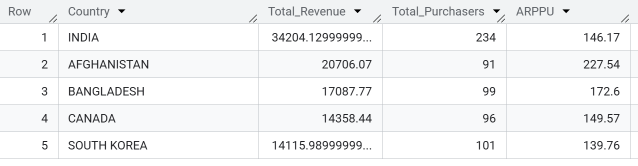 Row Country Total_Revenue Total_Purchasers ARPPU
1 INDIA 34204.12999999... 234 146.17
2 AFGHANISTAN 20706.07 91 227.54
3 BANGLADESH 17087.77 99 172.6
4 CANADA 14358.44 96 149.57
5 SOUTH KOREA 14115.98999999... 101 139.76